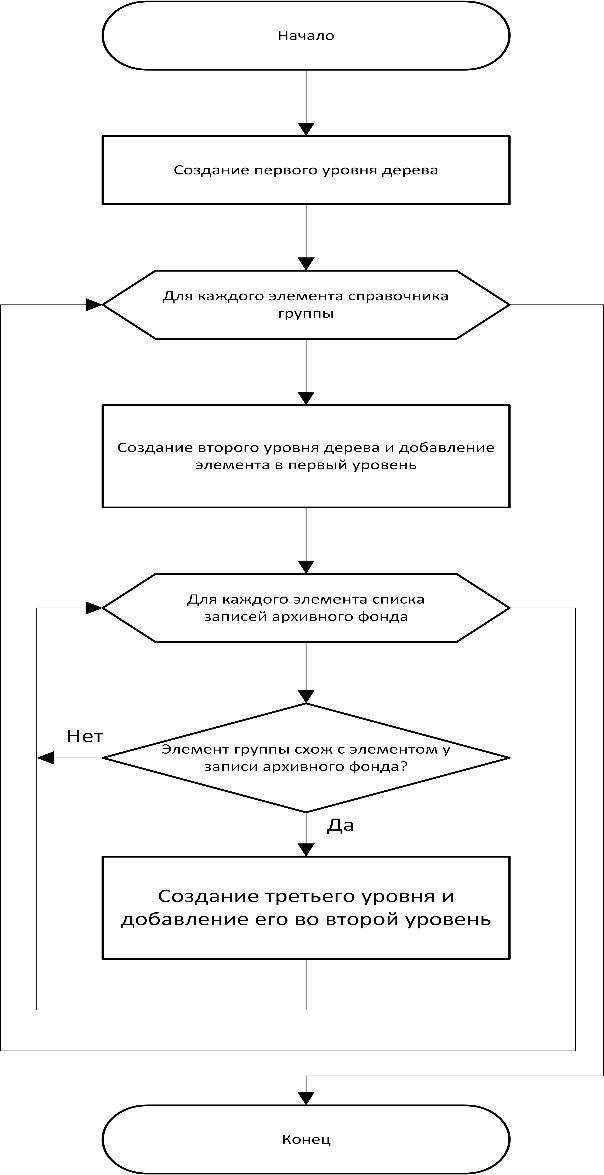 Начало
Создание первого уровня дерева
Для каждого элемента справочника
группы
Создание второго уровня дерева и добавление
элемента в первый уровень
Для каждого элемента списка
записей архивного фонда
Элемент группы схож с элементом у
записи архивного фонда?
Нет
Да
Создание третьего уровня и
добавление его во второй уровень
Конец